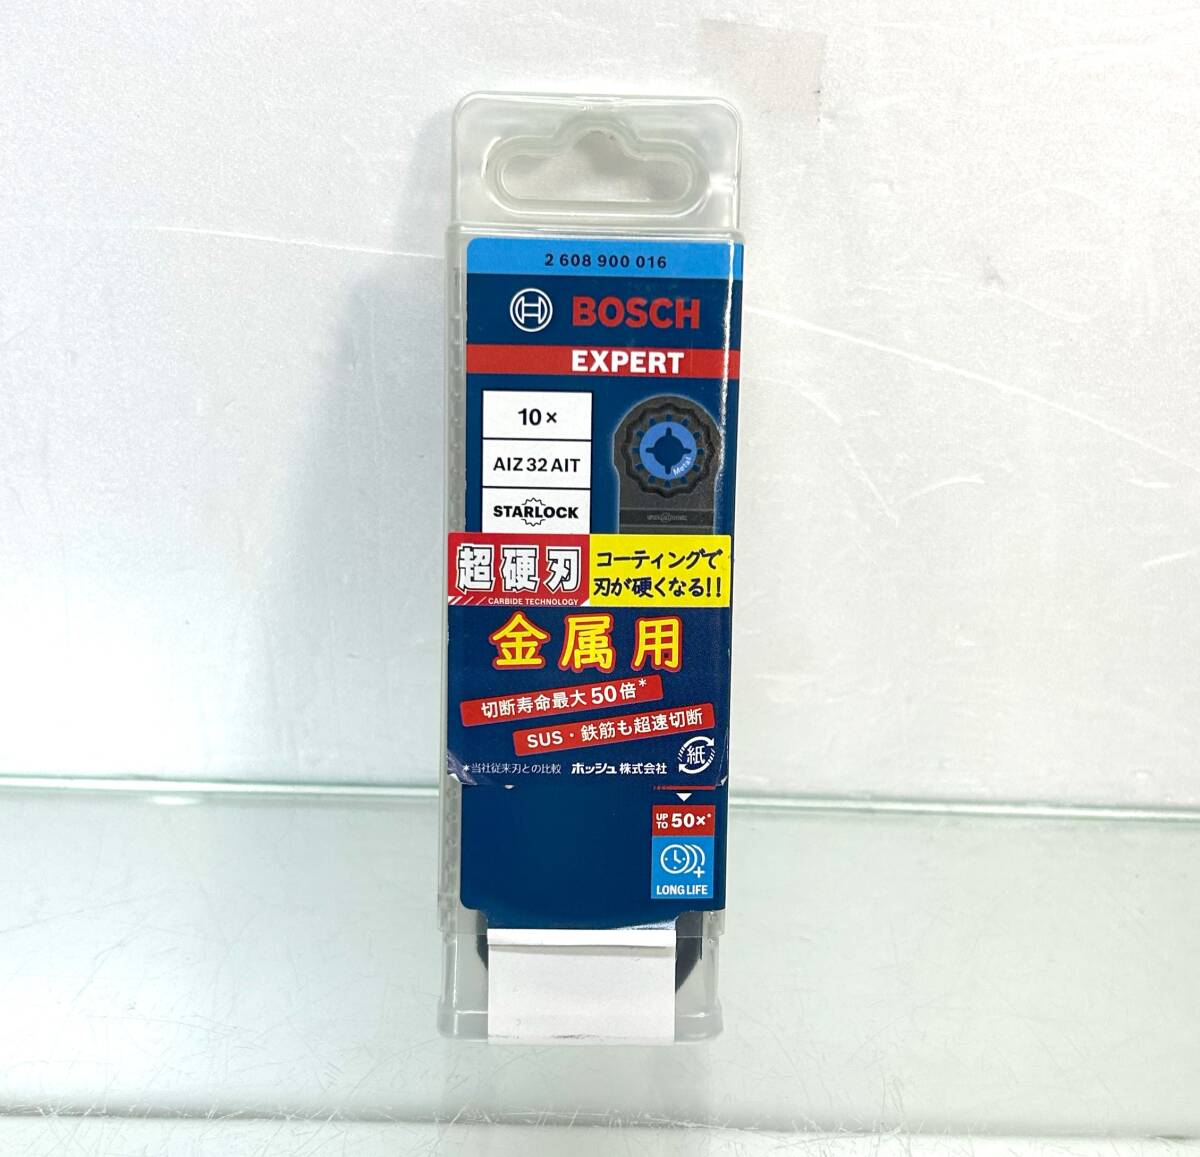 2 608 900 016
BOSCH
EXPERT
10×
AIZ 32 AIT
Metal
STARLOCK
STARLOCK
超硬刃
CARBIDE TECHNOLOGY
コーティングで
刃が硬くなる!!
金属用
切断寿命最大50倍*
SUS・鉄筋も超速切断
*当社従来刃との比較 ボッシュ株式会社
紙
UP TO 50×*
LONG LIFE